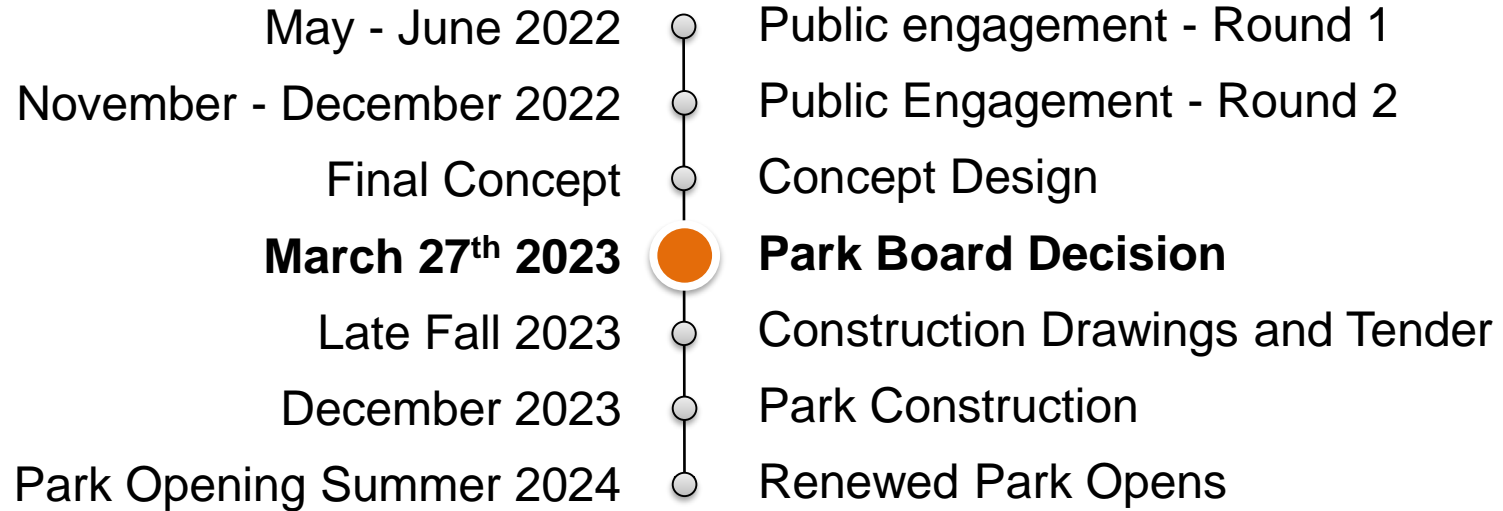 May - June 2022 Public engagement - Round 1
November - December 2022 Public Engagement - Round 2
Final Concept Concept Design
March 27th 2023 Park Board Decision
Late Fall 2023 Construction Drawings and Tender
December 2023 Park Construction
Park Opening Summer 2024 Renewed Park Opens